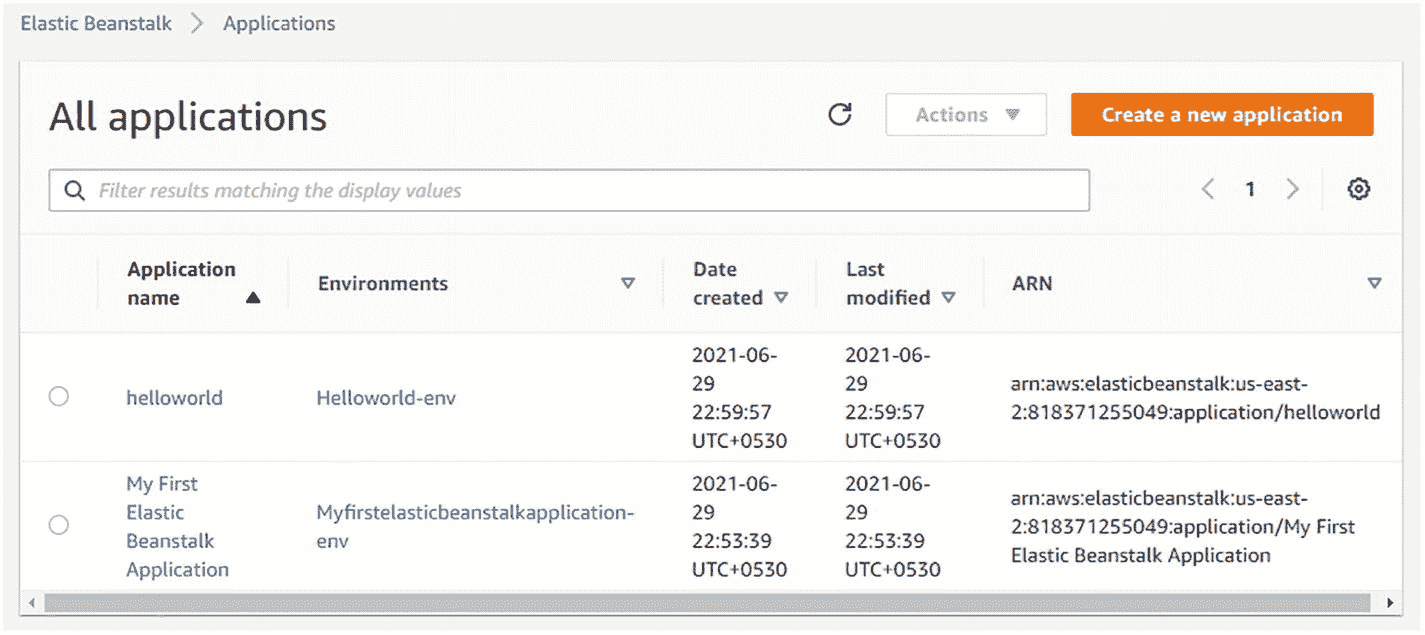 Elastic Beanstalk > Applications
All applications
Actions
Create a new application
Filter results matching the display values
1
Application name
Environments
Date created
Last modified
ARN
helloworld
Helloworld-env
2021-06-
29
22:59:57
UTC+0530
2021-06-
29
22:59:57
UTC+0530
arn:aws:elasticbeanstalk:us-east-
2:818371255049:application/helloworld
My First
Elastic
Beanstalk
Application
Myfirstelasticbeanstalkapplication-
env
2021-06-
29
22:53:39
UTC+0530
2021-06-
29
22:53:39
UTC+0530
arn:aws:elasticbeanstalk:us-east-
2:818371255049:application/My First
Elastic Beanstalk Application